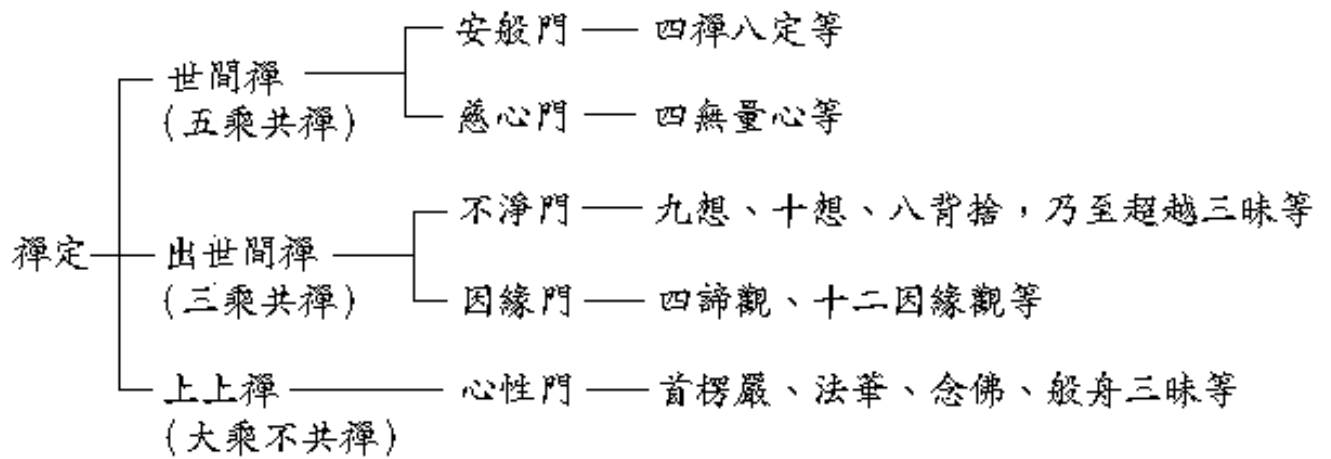 安般門 — 四禪八定等
世間禪
(五乘共禪)
慈心門 — 四無量心等
不淨門 — 九想、十想、八背捨，乃至超越三昧等
禪定
出世間禪
(三乘共禪)
因緣門 — 四諦觀、十二因緣觀等
上上禪 — 心性門 — 首楞嚴、法華、念佛、般舟三昧等
(大乘不共禪)